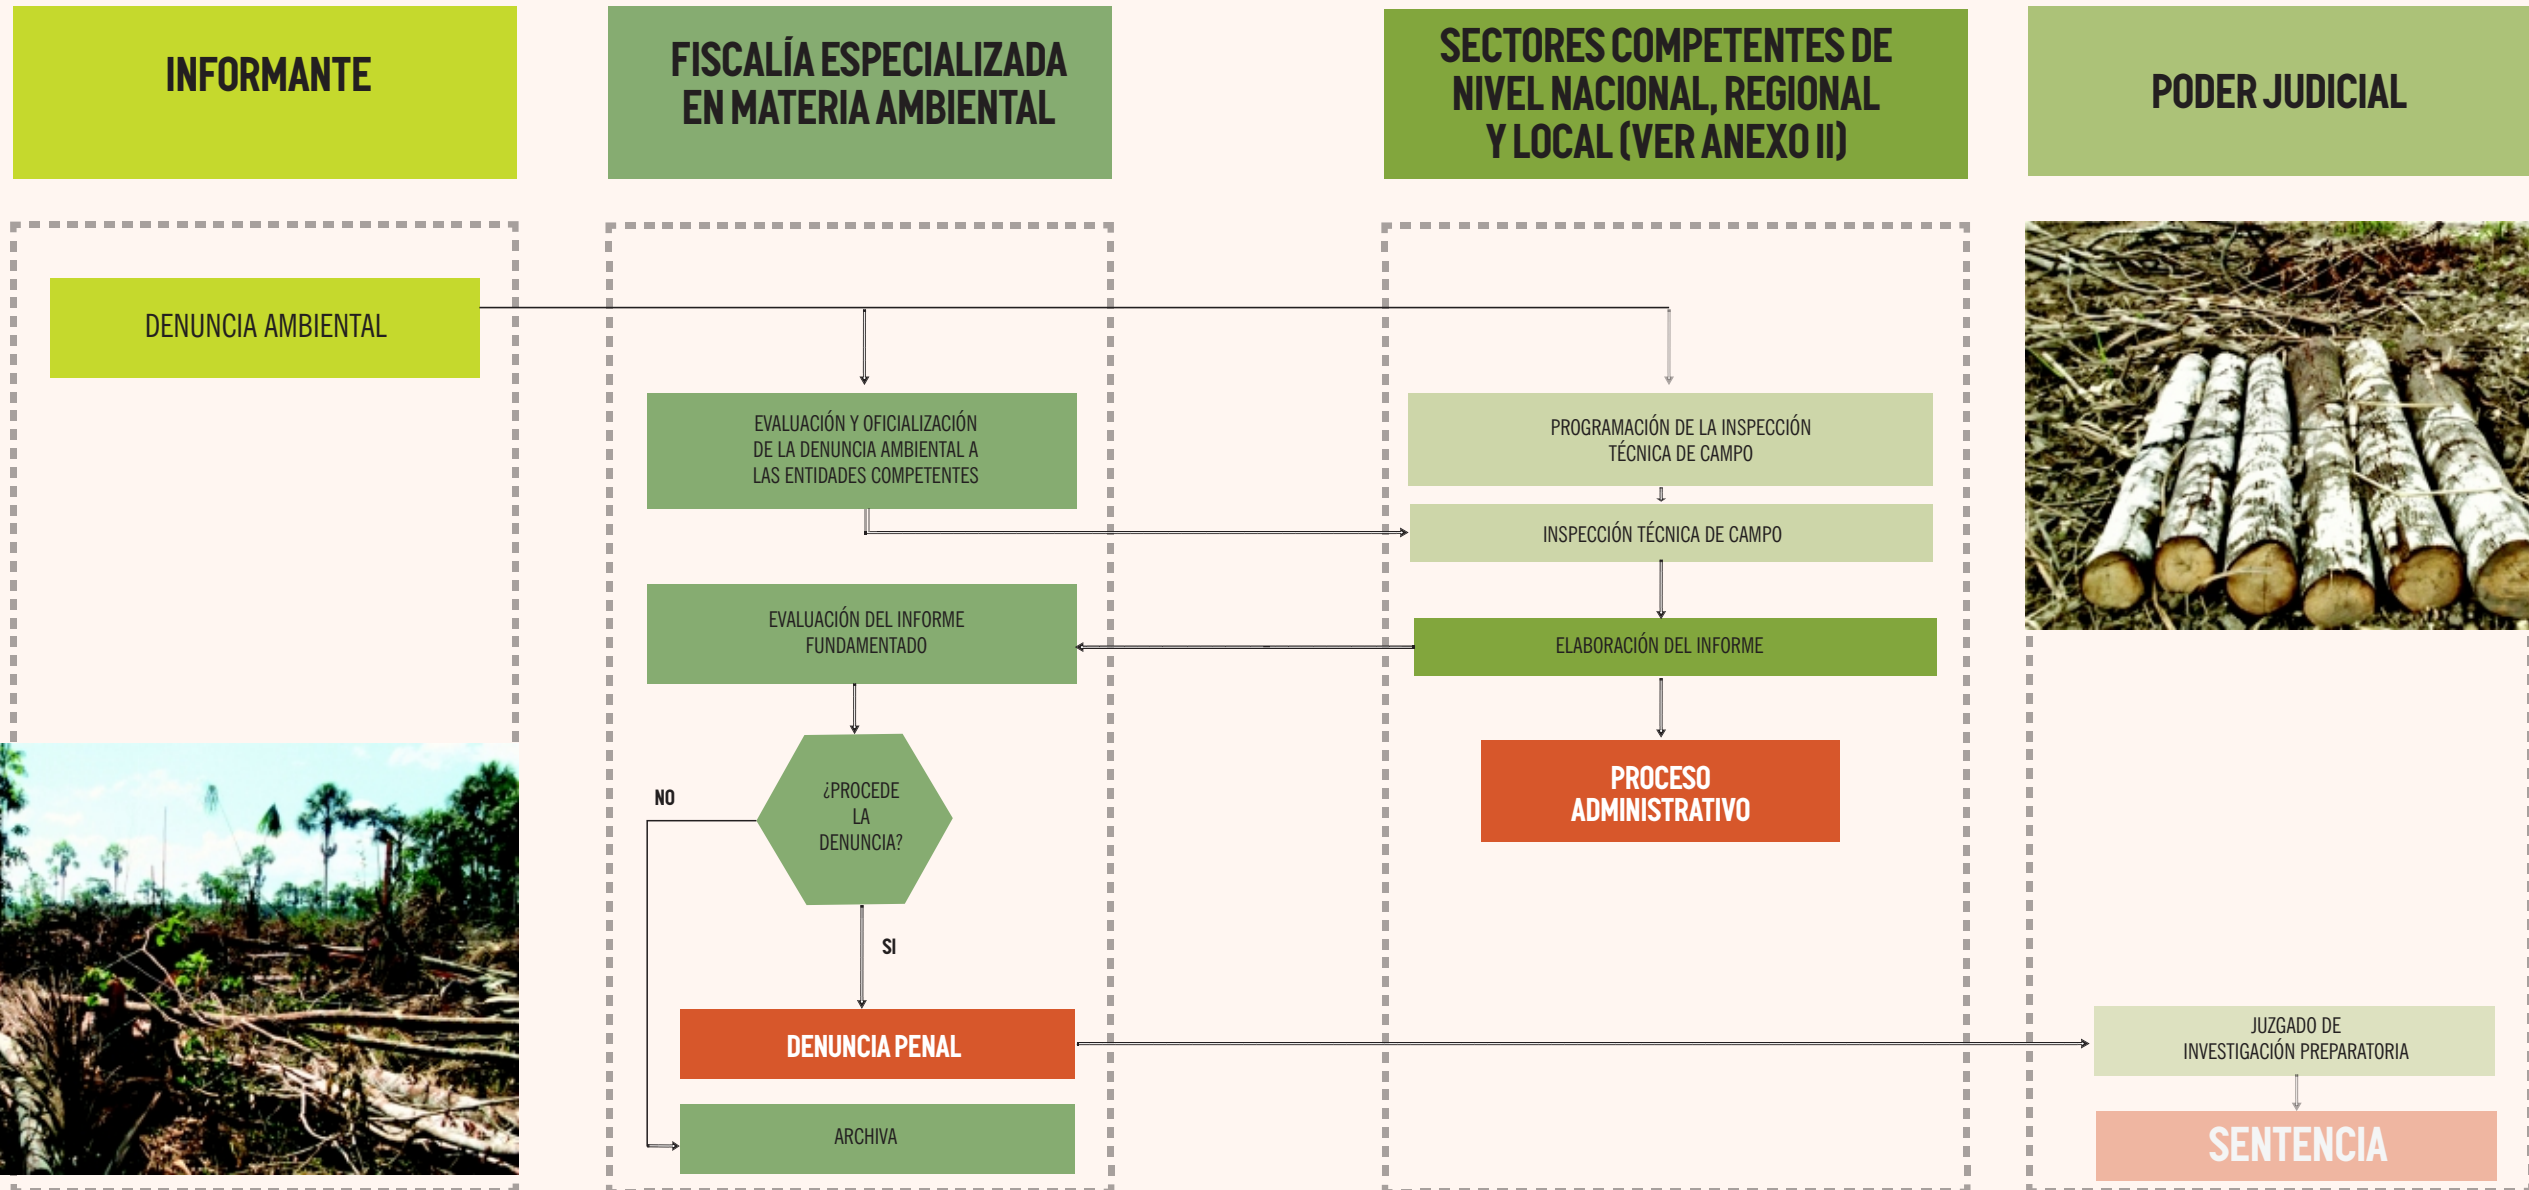 INFORMANTE
FISCALÍA ESPECIALIZADA
EN MATERIA AMBIENTAL
SECTORES COMPETENTES DE
NIVEL NACIONAL, REGIONAL
Y LOCAL (VER ANEXO II)
PODER JUDICIAL
DENUNCIA AMBIENTAL
EVALUACIÓN Y OFICIALIZACIÓN
DE LA DENUNCIA AMBIENTAL A
LAS ENTIDADES COMPETENTES
PROGRAMACIÓN DE LA INSPECCIÓN
TÉCNICA DE CAMPO
INSPECCIÓN TÉCNICA DE CAMPO
EVALUACIÓN DEL INFORME
FUNDAMENTADO
ELABORACIÓN DEL INFORME
¿PROCEDE
LA
DENUNCIA?
NO
SI
PROCESO
ADMINISTRATIVO
DENUNCIA PENAL
ARCHIVA
JUZGADO DE
INVESTIGACIÓN PREPARATORIA
SENTENCIA